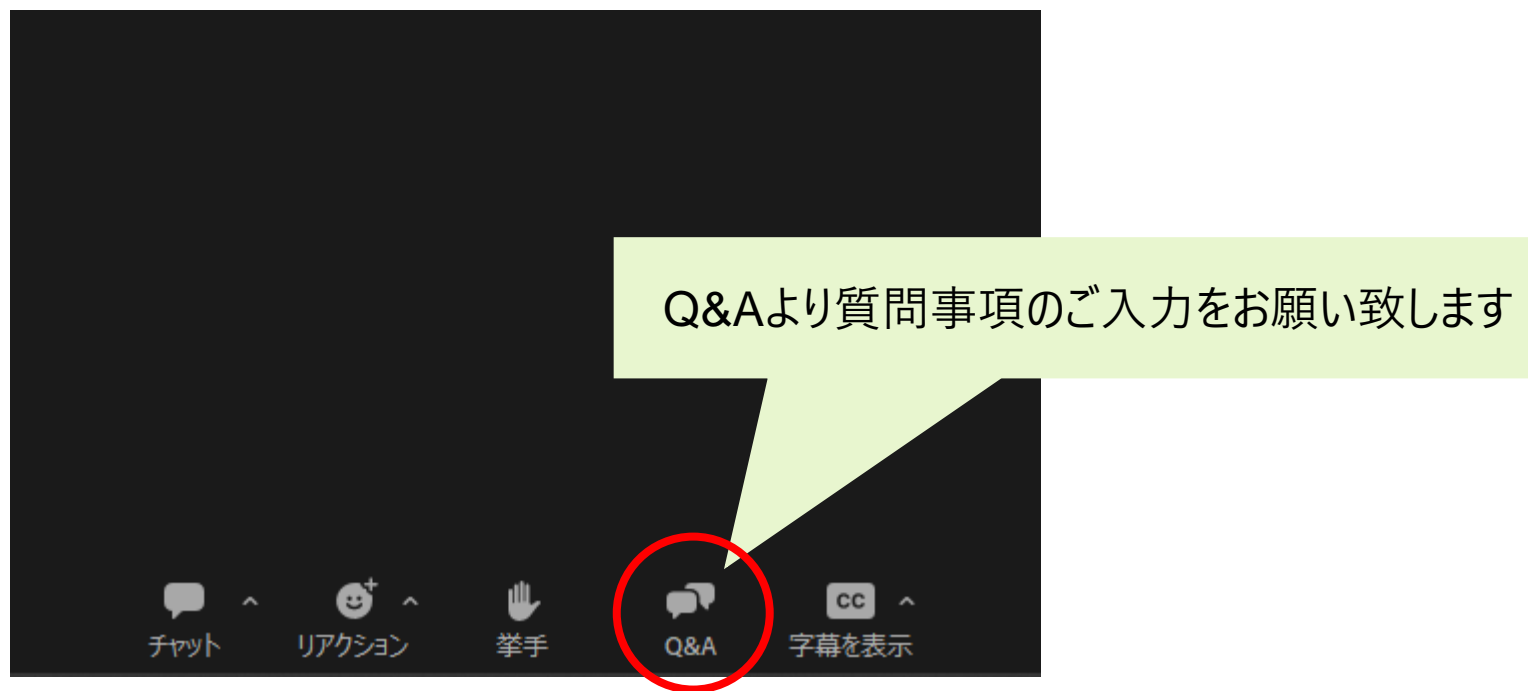 Q&Aより質問事項のご入力をお願い致します
チャット
リアクション
挙手
Q&A
CC
字幕を表示